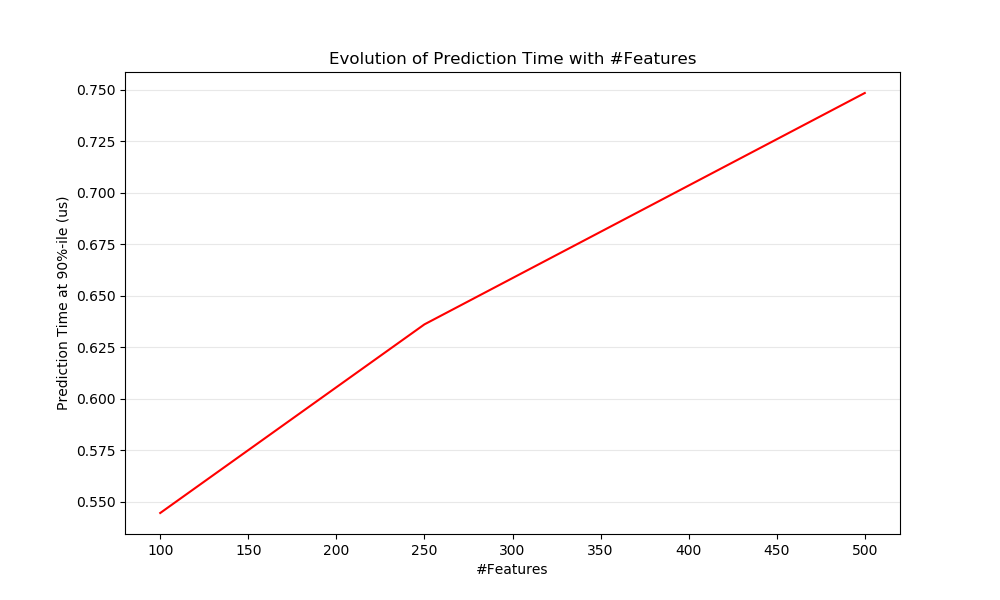 Evolution of Prediction Time with #Features
Prediction Time at 90%-ile (us)
0.750
0.725
0.700
0.675
0.650
0.625
0.600
0.575
0.550
100 150 200 250 300 350 400 450 500
#Features